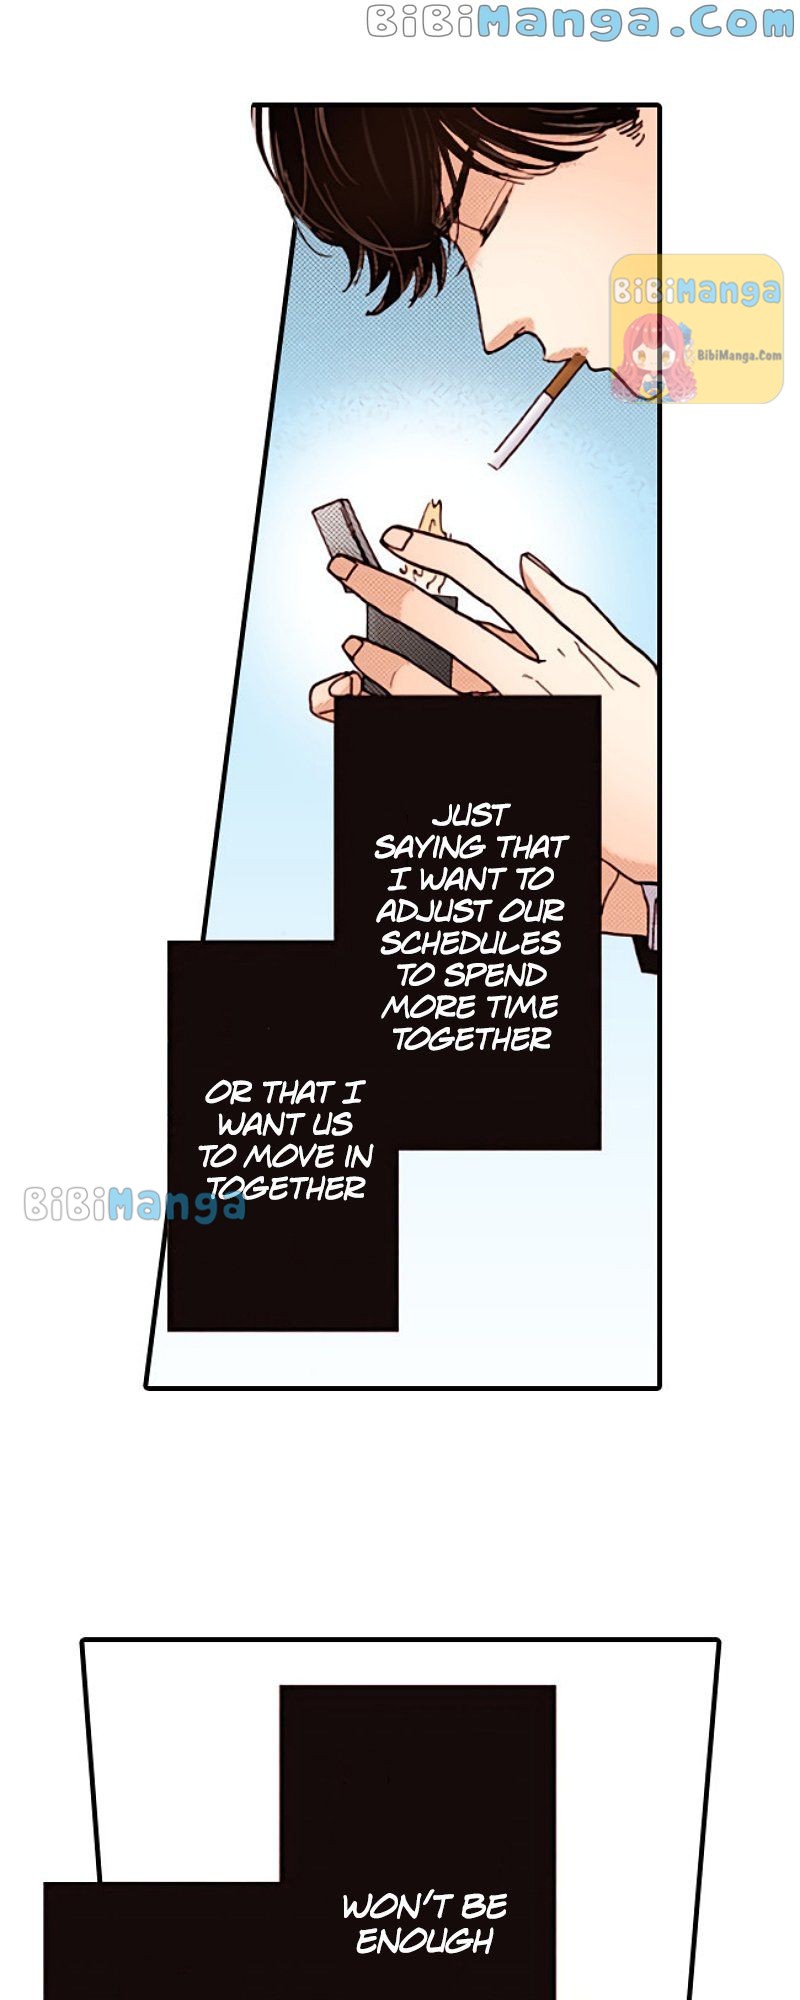 BiBiManga.Com
BiBiManga
BibiManga.Com
JUST
SAYING THAT
I WANT TO
ADJUST OUR
SCHEDULES
TO SPEND
MORE TIME
TOGETHER
OR THAT I
WANT US
TO MOVE IN
TOGETHER
BiBiManga
WON'T BE
ENOUGH